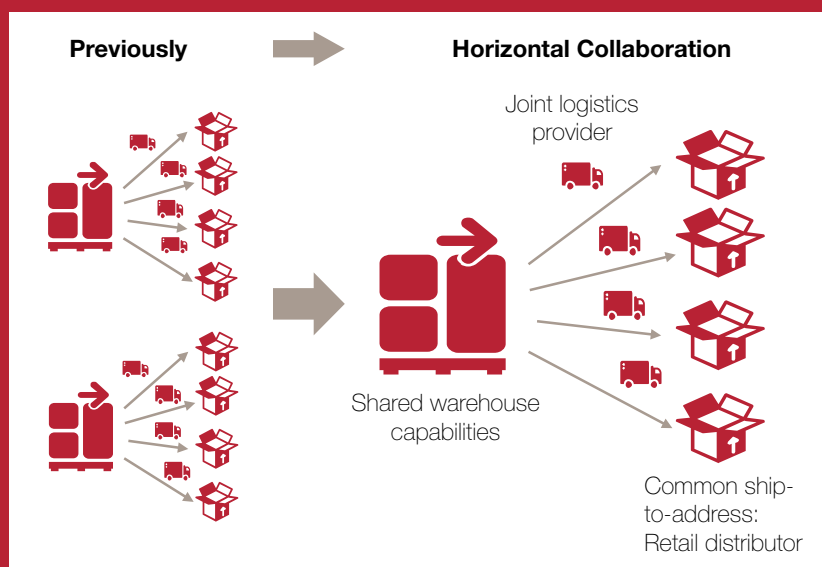 Previously
Horizontal Collaboration
Joint logistics
provider
Shared warehouse
capabilities
Common ship-
to-address:
Retail distributor